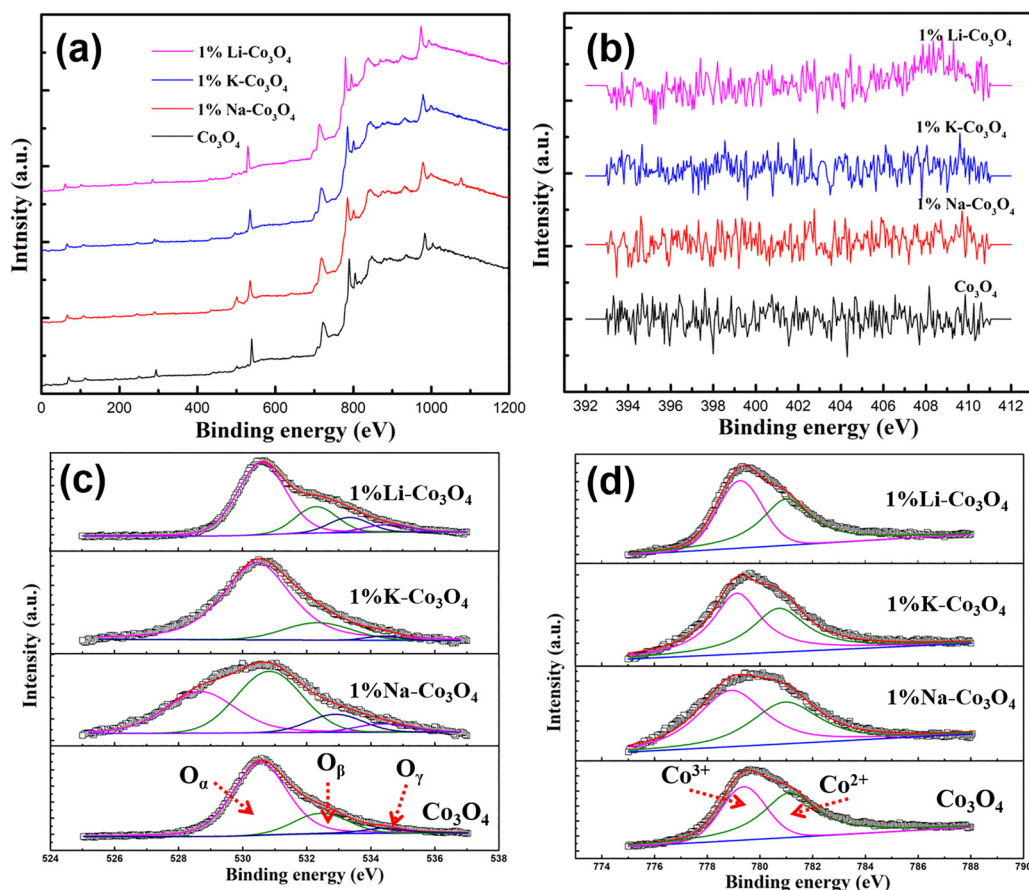 (a)
1% Li-Co₃O₄
1% K-Co₃O₄
1% Na-Co₃O₄
Co₃O₄
Intnsity (a.u.)
0 200 400 600 800 1000 1200
Binding energy (eV)
(b)
1% Li-Co₃O₄
1% K-Co₃O₄
1% Na-Co₃O₄
Co₃O₄
Intensity (a.u.)
392 394 396 398 400 402 404 406 408 410 412
Binding energy (eV)
(c)
1%Li-Co₃O₄
1%K-Co₃O₄
1%Na-Co₃O₄
Oα Oβ Oγ
Co₃O₄
Intensity (a.u.)
524 526 528 530 532 534 536 538
Binding energy (eV)
(d)
1%Li-Co₃O₄
1%K-Co₃O₄
1%Na-Co₃O₄
Co³⁺ Co²⁺
Co₃O₄
Intensity (a.u.)
774 776 778 780 782 784 786 788 790
Binding energy (eV)